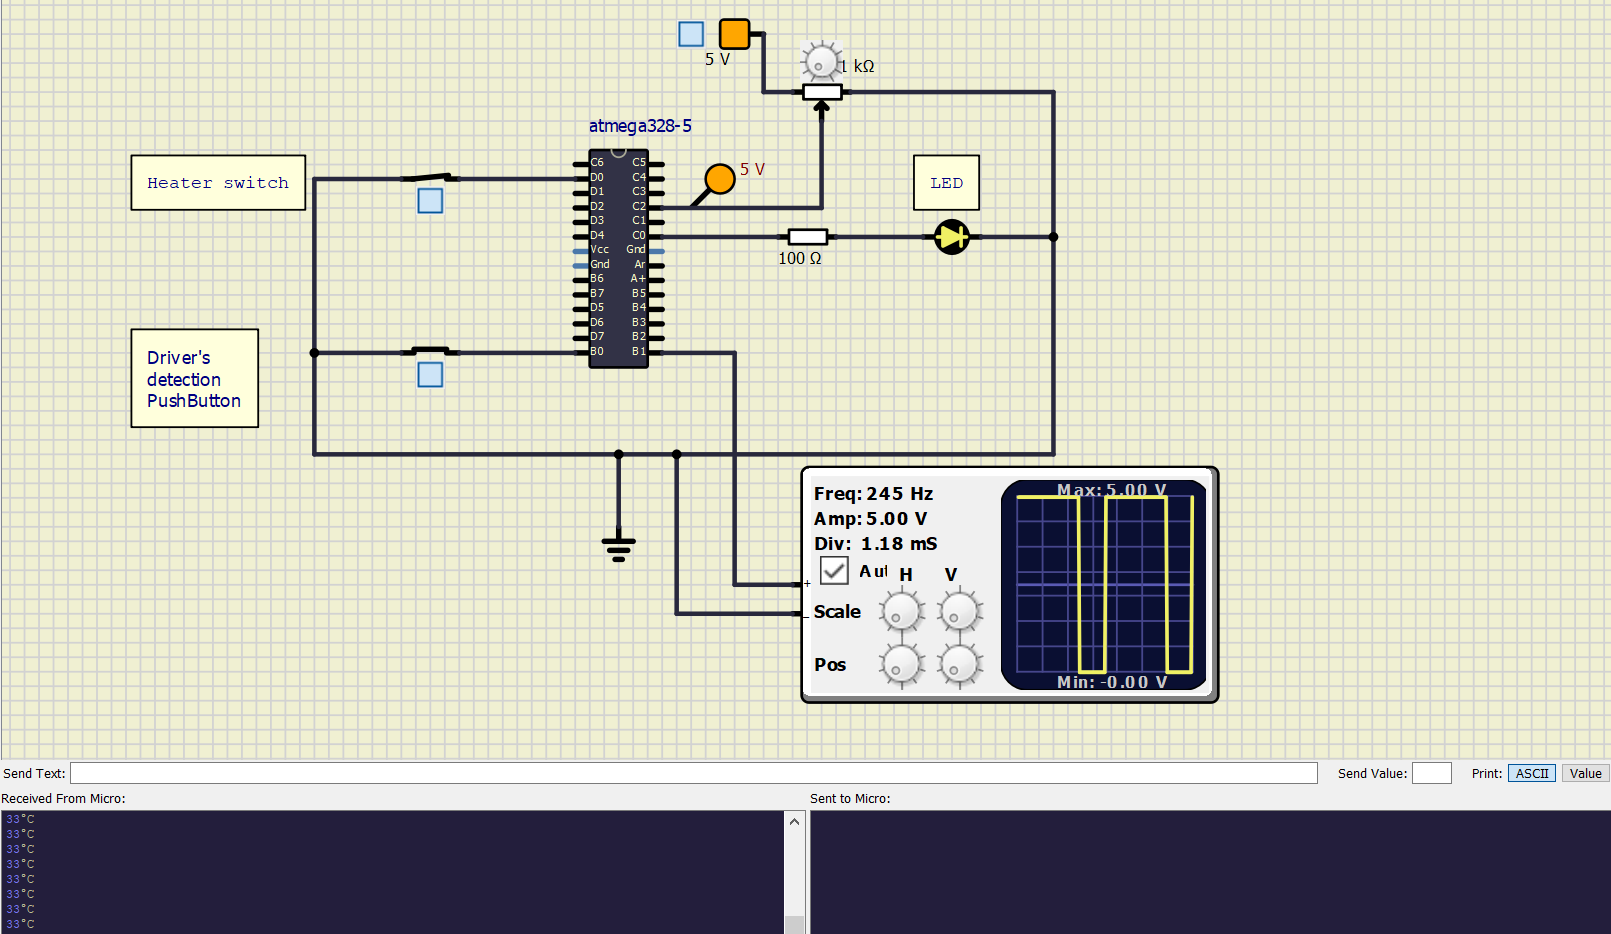 5 V
1 kΩ
atmega328-5
Heater switch
5 V
LED
C6 C5
D0 C4
D1 C3
D2 C2
D3 C1
D4 C0
Vcc Gnd
Gnd Ar
B6 A+
B7 B5
D5 B4
D6 B3
D7 B2
B0 B1
100 Ω
Driver's
detection
PushButton
Freq: 245 Hz
Amp: 5.00 V
Div: 1.18 mS
Aut H V
+
Scale
-
Pos
Max: 5.00 V
Min: -0.00 V
Send Text:
Send Value:
Print: ASCII Value
Received From Micro:
Sent to Micro:
33°C
33°C
33°C
33°C
33°C
33°C
33°C
33°C